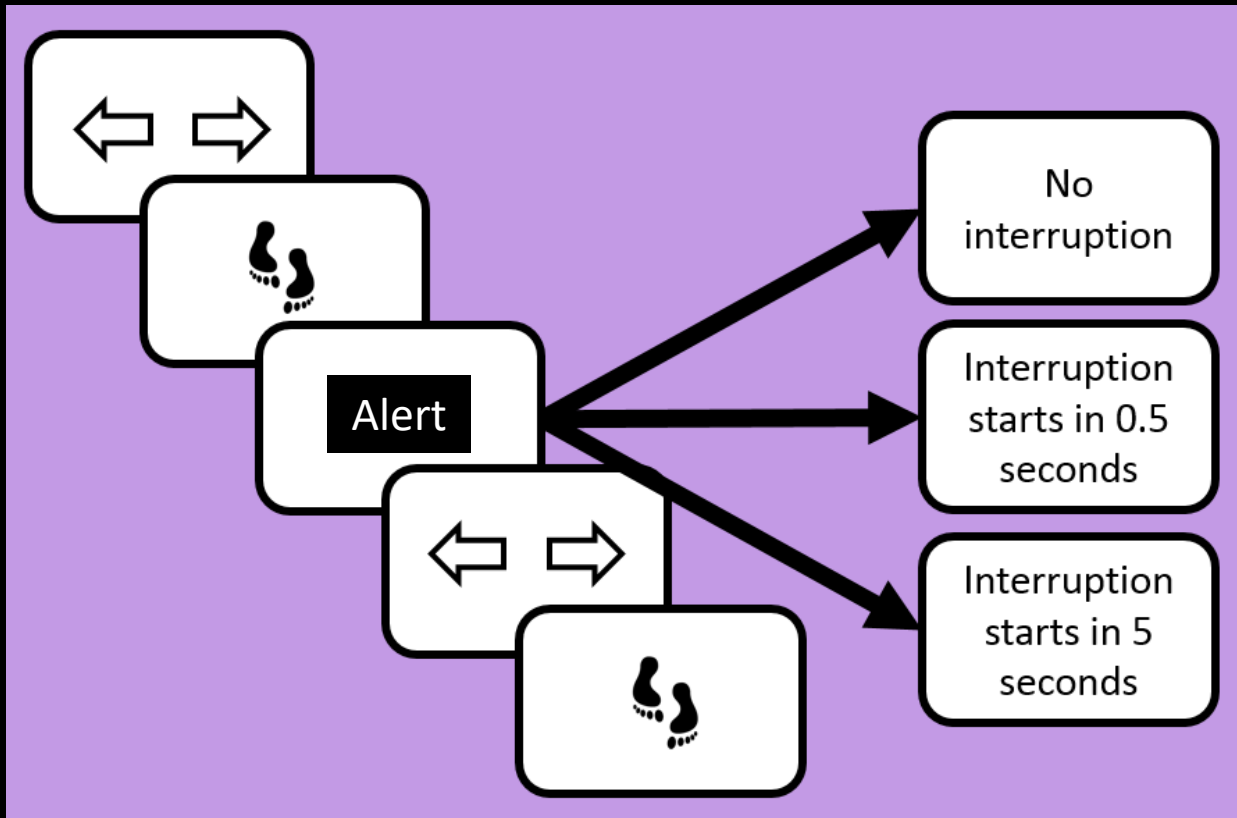 Alert
No
interruption
Interruption
starts in 0.5
seconds
Interruption
starts in 5
seconds